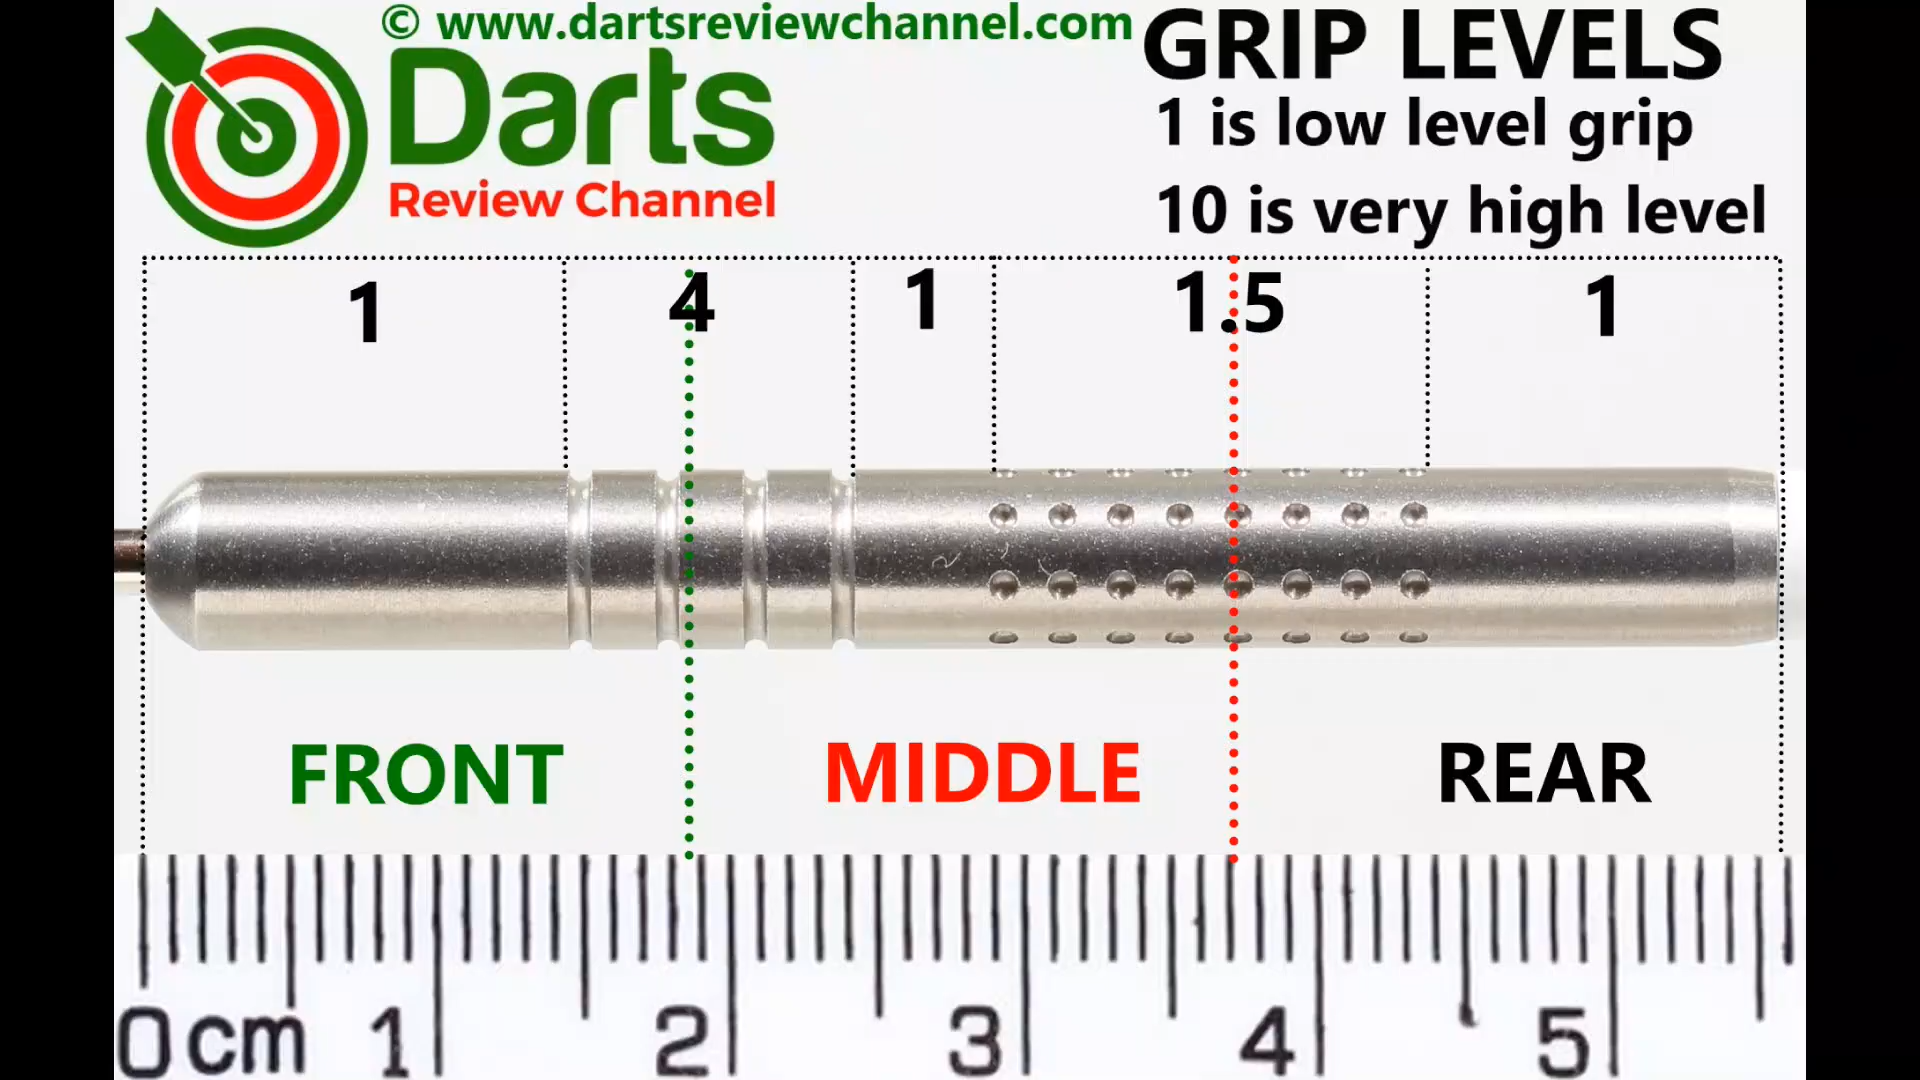 © www.dartsreviewchannel.com
Darts
Review Channel
GRIP LEVELS
1 is low level grip
10 is very high level
1
4
1
1.5
1
FRONT
MIDDLE
REAR
0cm 1 2 3 4 5